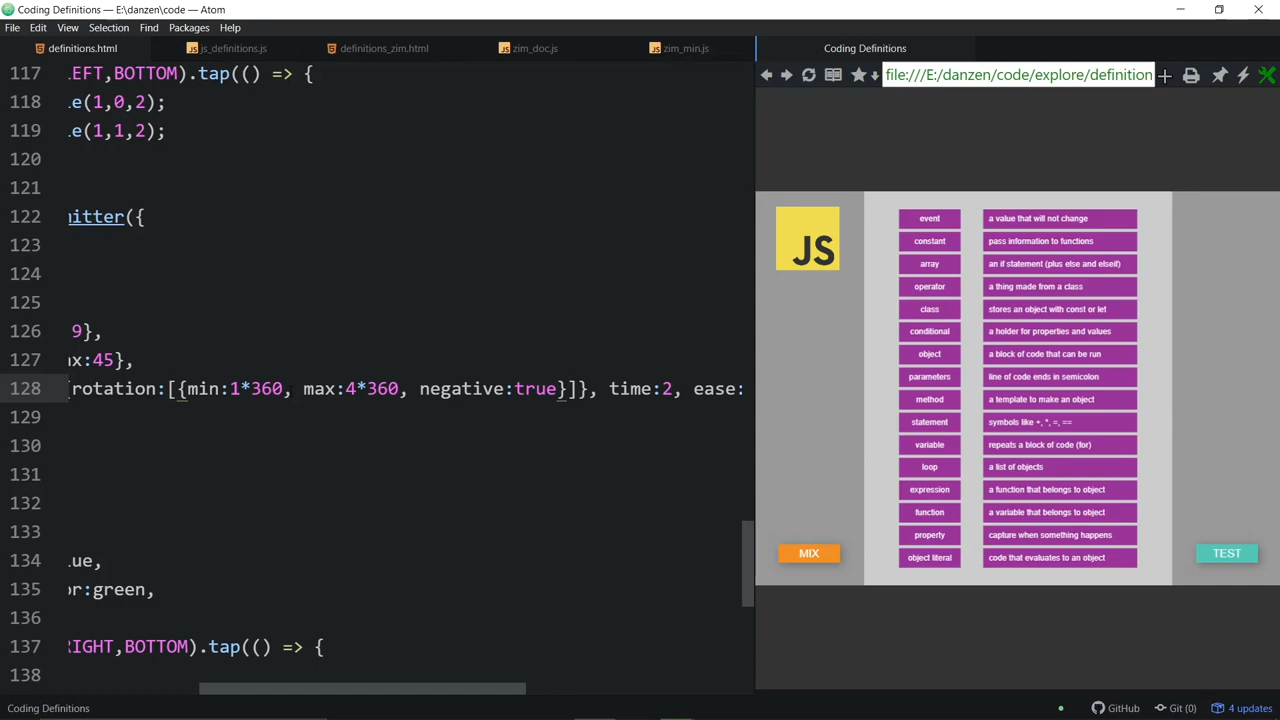 Coding Definitions — E:\danzen\code — Atom
File Edit View Selection Find Packages Help
definitions.html js_definitions.js definitions_zim.html zim_doc.js zim_min.js
117 .EFT,BOTTOM).tap(() => {
118 .e(1,0,2);
119 .e(1,1,2);
120
121
122 mitter({
123
124
125
126 9},
127 x:45},
128 {rotation:[{min:1*360, max:4*360, negative:true}]}, time:2, ease:
129
130
131
132
133
134 ue,
135 or:green,
136
137 RIGHT,BOTTOM).tap(() => {
138
Coding Definitions
file:///E:/danzen/code/explore/definition
JS
event a value that will not change
constant pass information to functions
array an if statement (plus else and elseif)
operator a thing made from a class
class stores an object with const or let
conditional a holder for properties and values
object a block of code that can be run
parameters line of code ends in semicolon
method a template to make an object
statement symbols like +, *, =, ==
variable repeats a block of code (for)
loop a list of objects
expression a function that belongs to object
function a variable that belongs to object
property capture when something happens
object literal code that evaluates to an object
MIX
TEST
Coding Definitions
GitHub Git (0) 4 updates